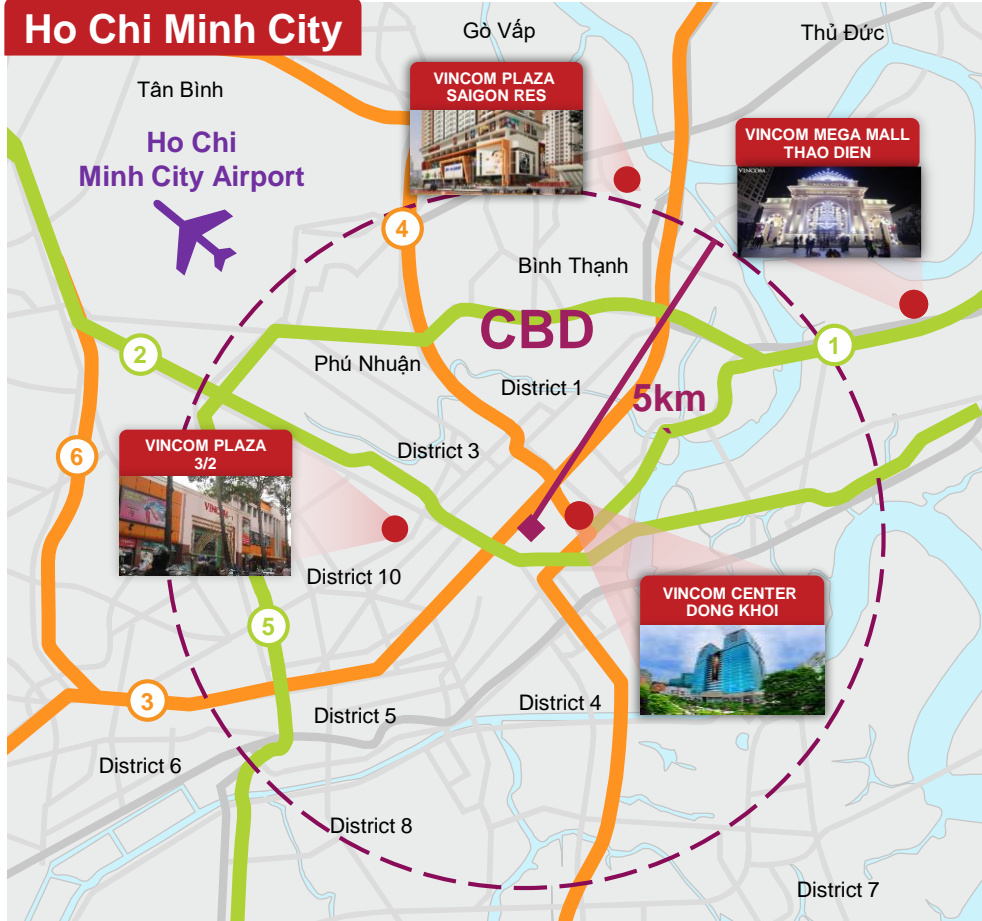 Ho Chi Minh City
Gò Vấp
Thủ Đức
Tân Bình
VINCOM PLAZA
SAIGON RES
VINCOM MEGA MALL
THAO DIEN
VINCOM
Ho Chi
Minh City Airport
4
Bình Thạnh
CBD
2
1
Phú Nhuận
District 1
5km
VINCOM PLAZA
3/2
District 3
6
VINCOM
District 10
VINCOM CENTER
DONG KHOI
5
3
District 5
District 4
District 6
District 8
District 7